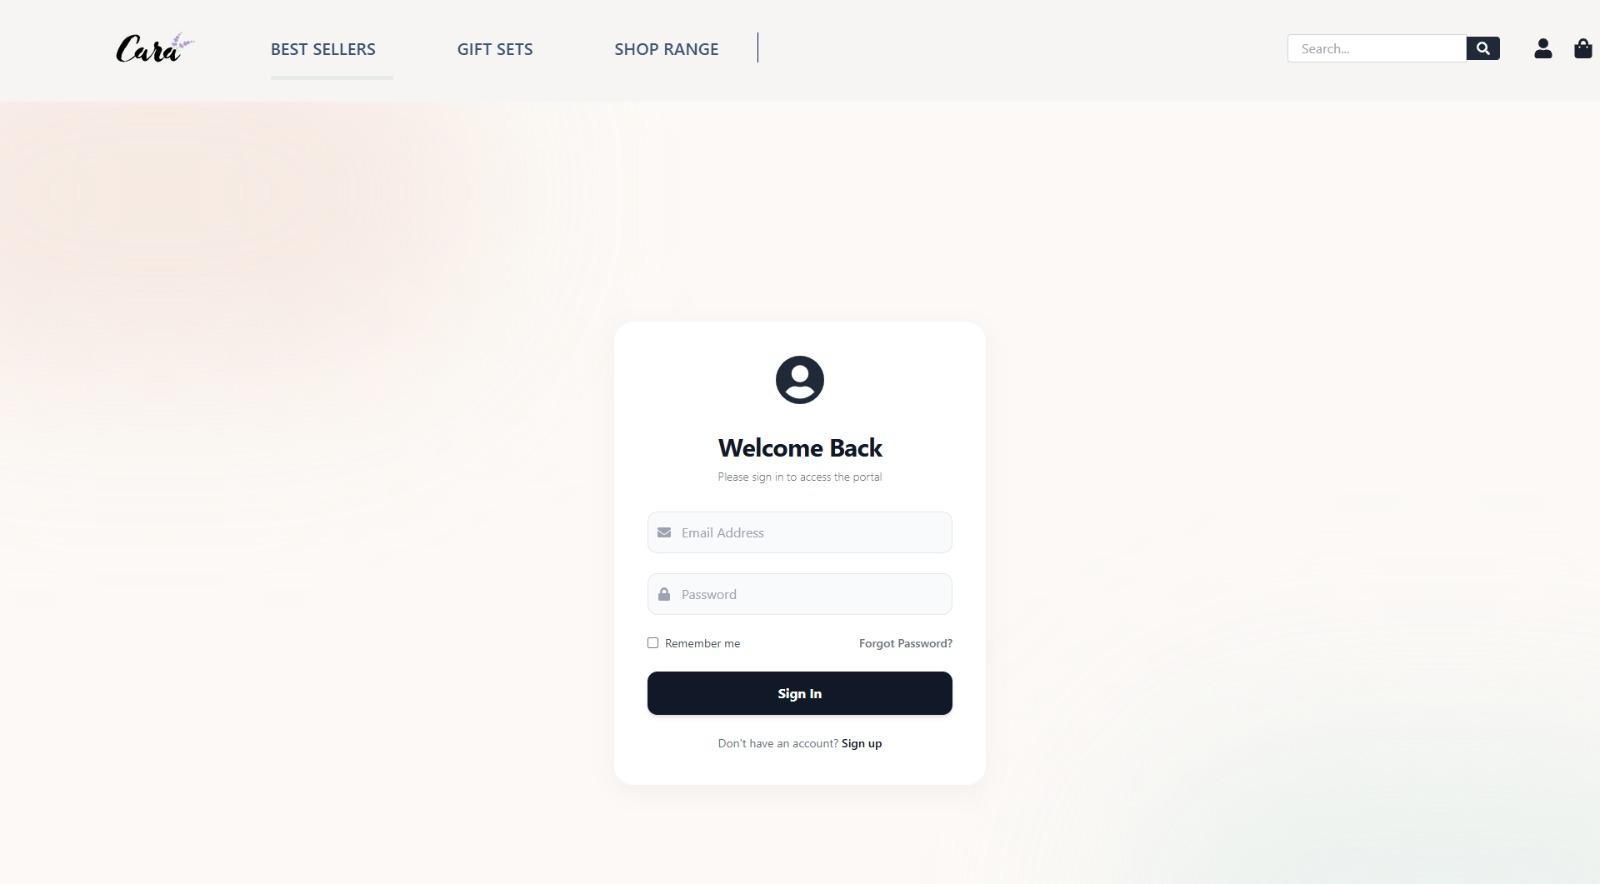 Cara
BEST SELLERS
GIFT SETS
SHOP RANGE
Search...
Welcome Back
Please sign in to access the portal
Email Address
Password
Remember me
Forgot Password?
Sign In
Don't have an account? Sign up